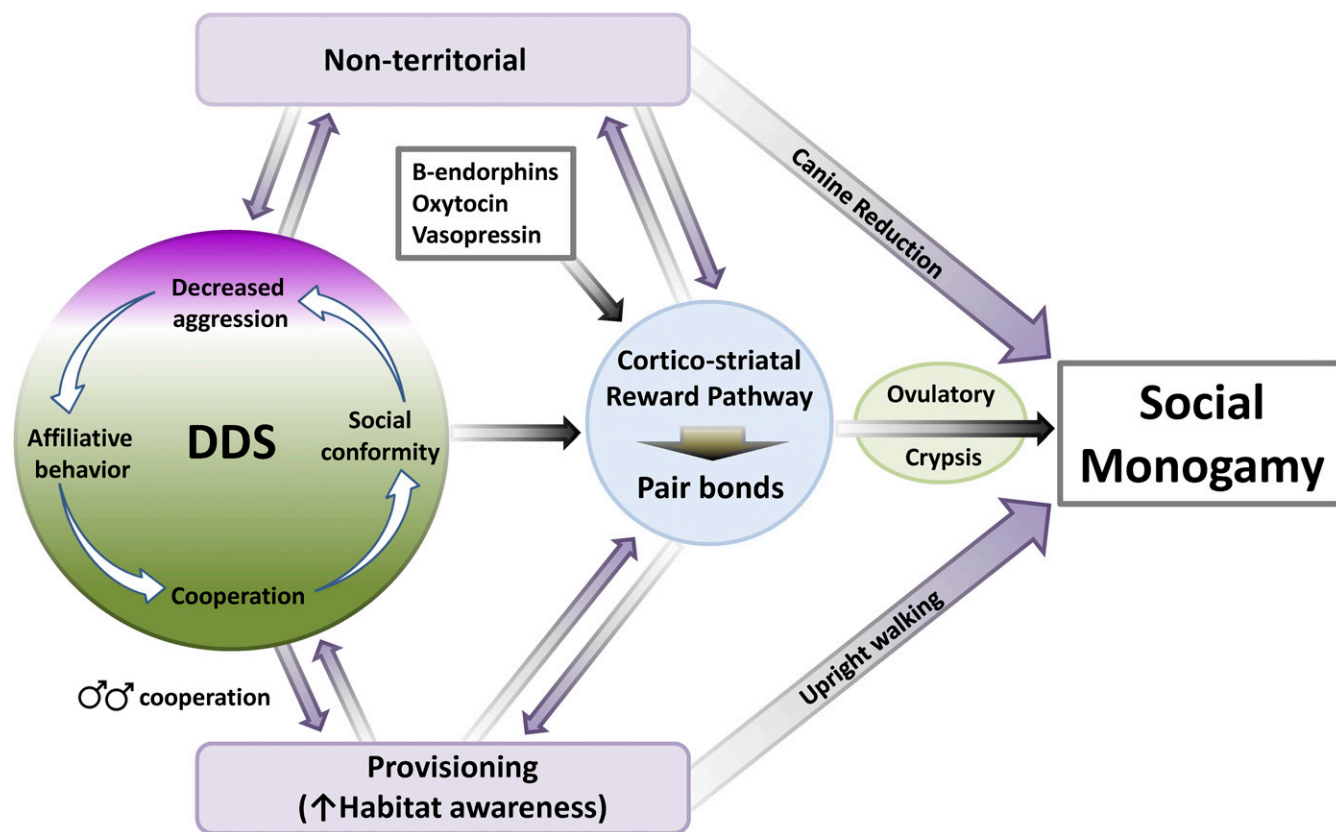 Non-territorial
B-endorphins
Oxytocin
Vasopressin
Canine Reduction
Decreased
aggression
Affiliative
behavior
DDS
Social
conformity
Cooperation
Cortico-striatal
Reward Pathway
Pair bonds
Ovulatory
Crypsis
Social
Monogamy
Upright walking
♂♂ cooperation
Provisioning
(↑Habitat awareness)